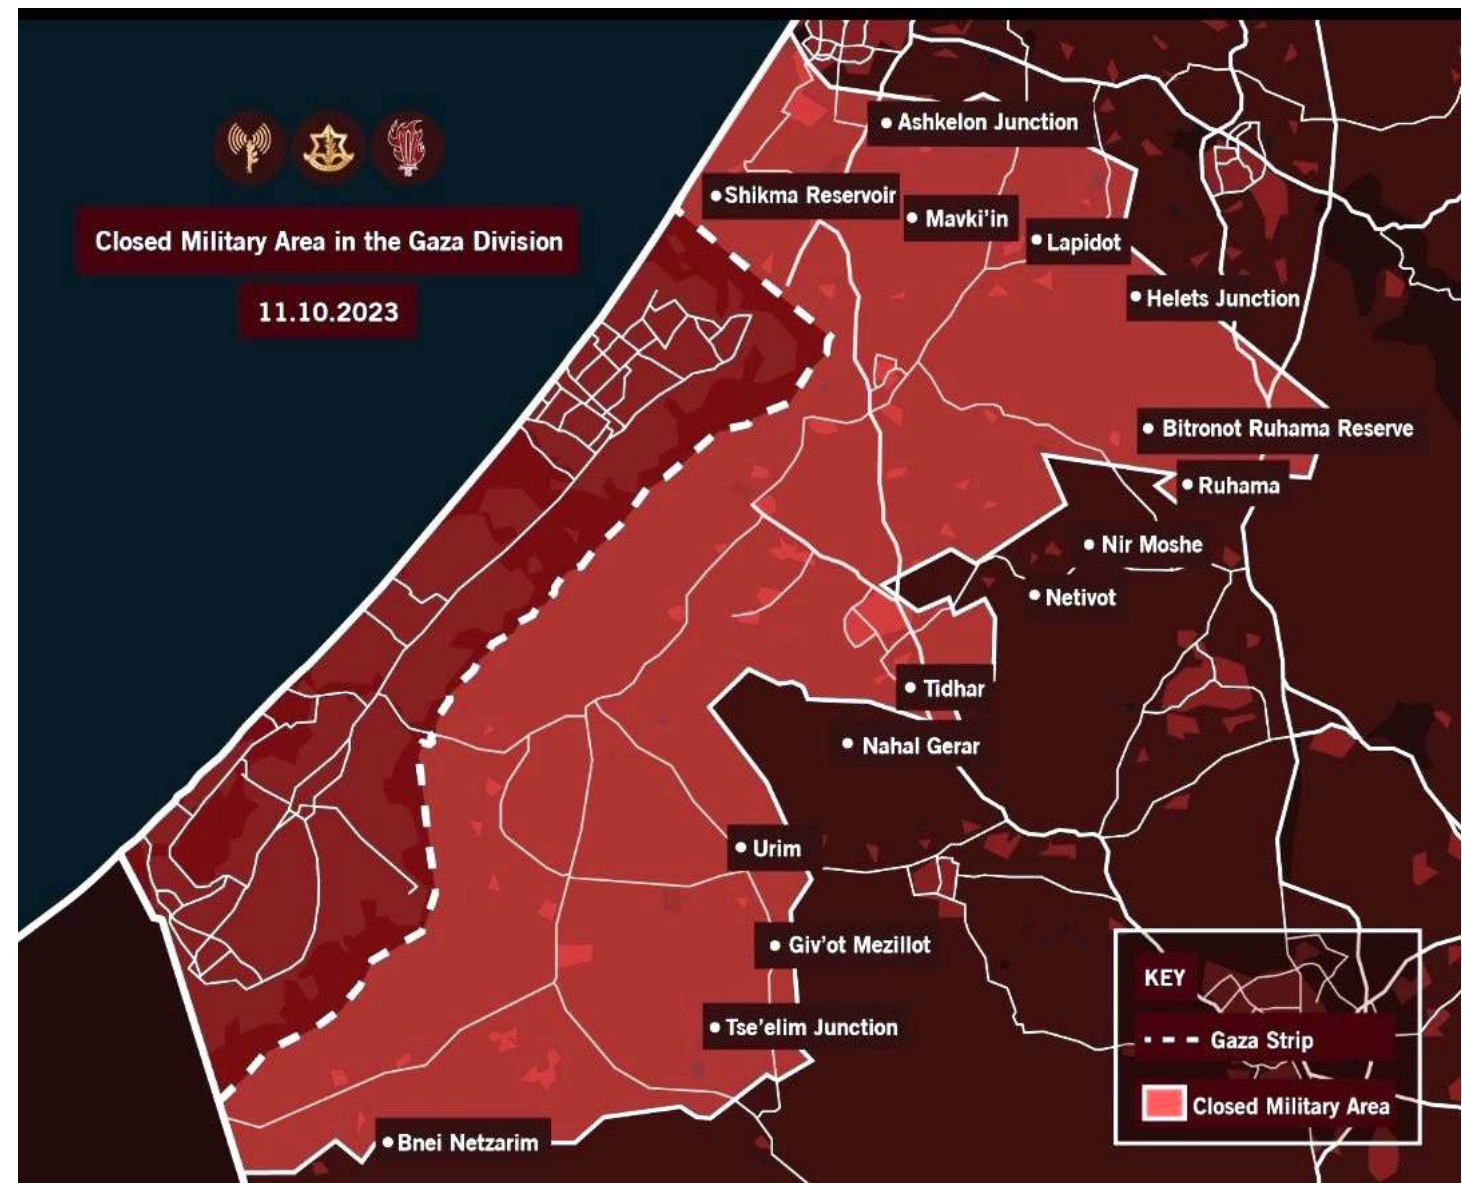 Closed Military Area in the Gaza Division
11.10.2023
Ashkelon Junction
Shikma Reservoir
Mavki'in
Lapidot
Helets Junction
Bitronot Ruhama Reserve
Ruhama
Nir Moshe
Netivot
Tidhar
Nahal Gerar
Urim
Giv'ot Mezillot
Tse'elim Junction
Bnei Netzarim
KEY
Gaza Strip
Closed Military Area